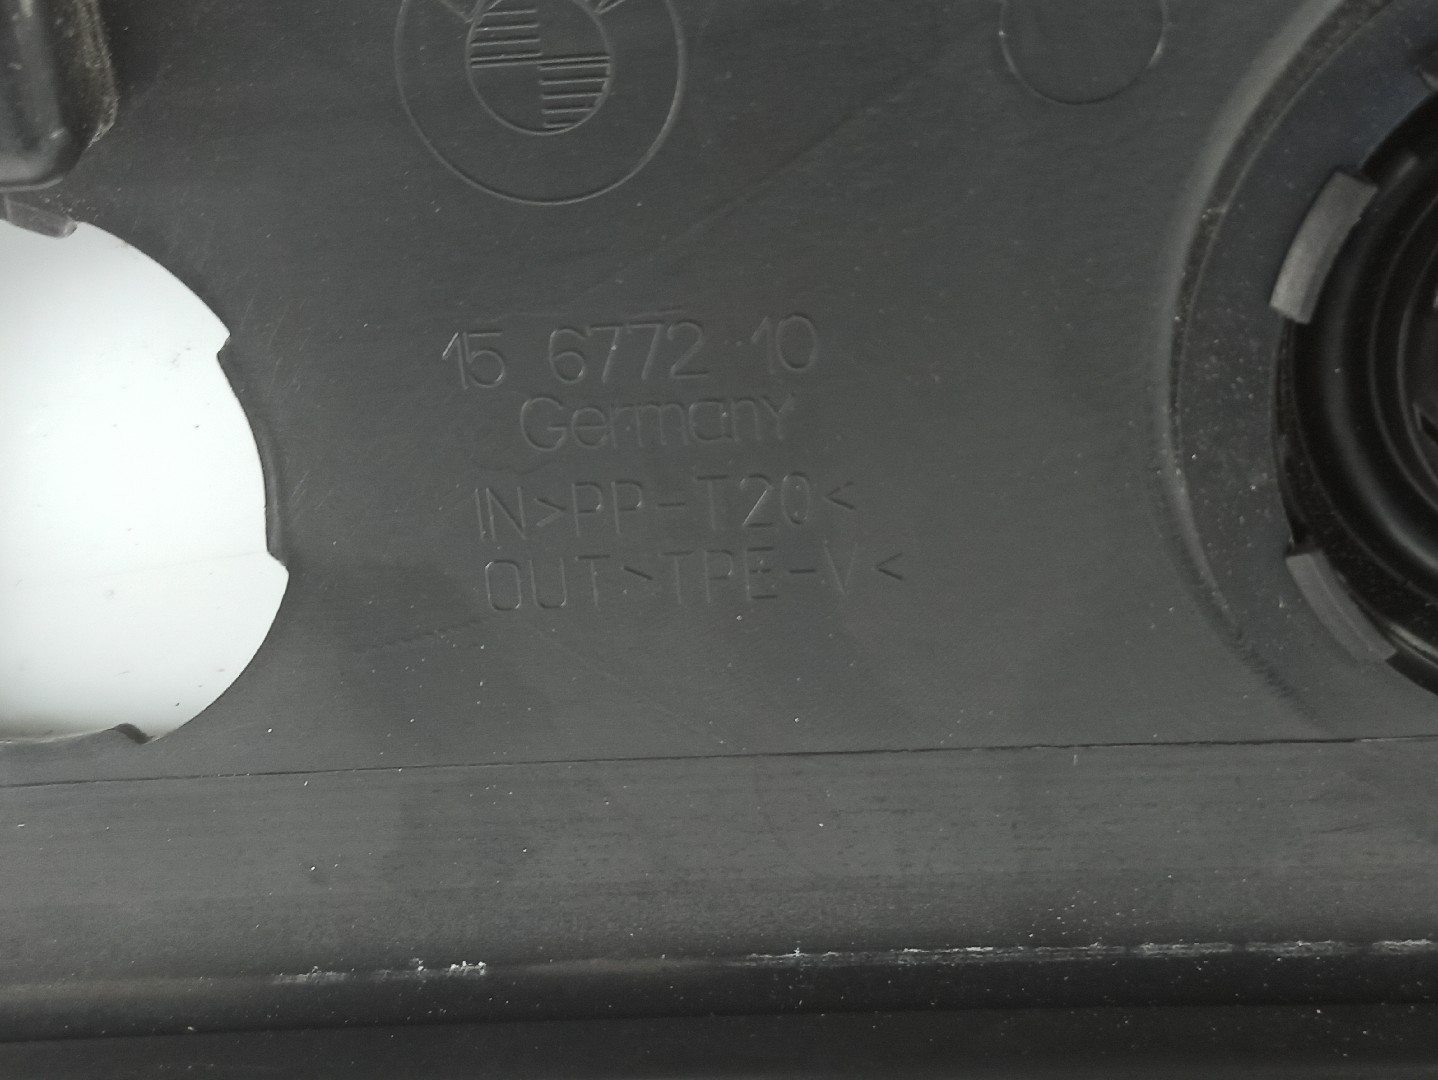 15 6772 10
Germany
IN>PP-T20<
OUT>TPE-V<